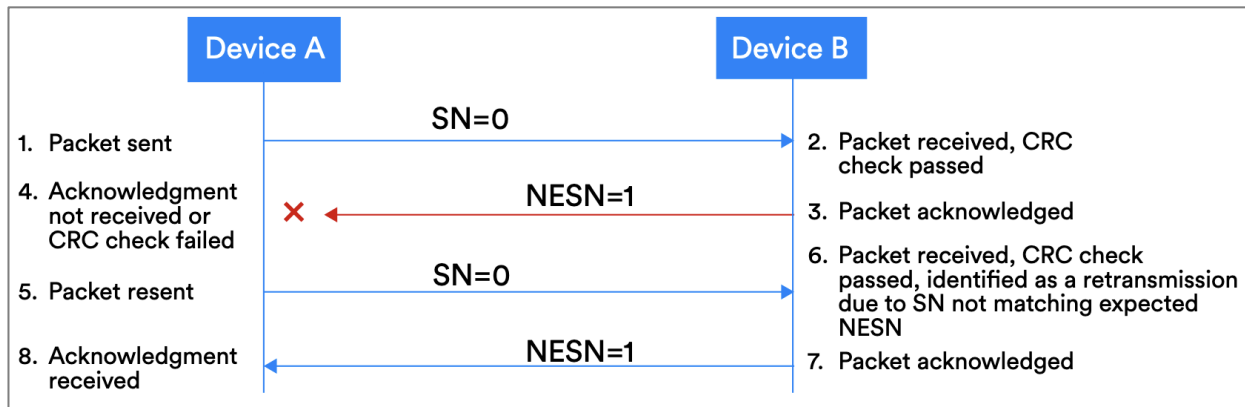 Device A
Device B
SN=0
1. Packet sent
2. Packet received, CRC
check passed
4. Acknowledgment
not received or
CRC check failed
NESN=1
3. Packet acknowledged
SN=0
5. Packet resent
6. Packet received, CRC check
passed, identified as a retransmission
due to SN not matching expected
NESN
8. Acknowledgment
received
NESN=1
7. Packet acknowledged